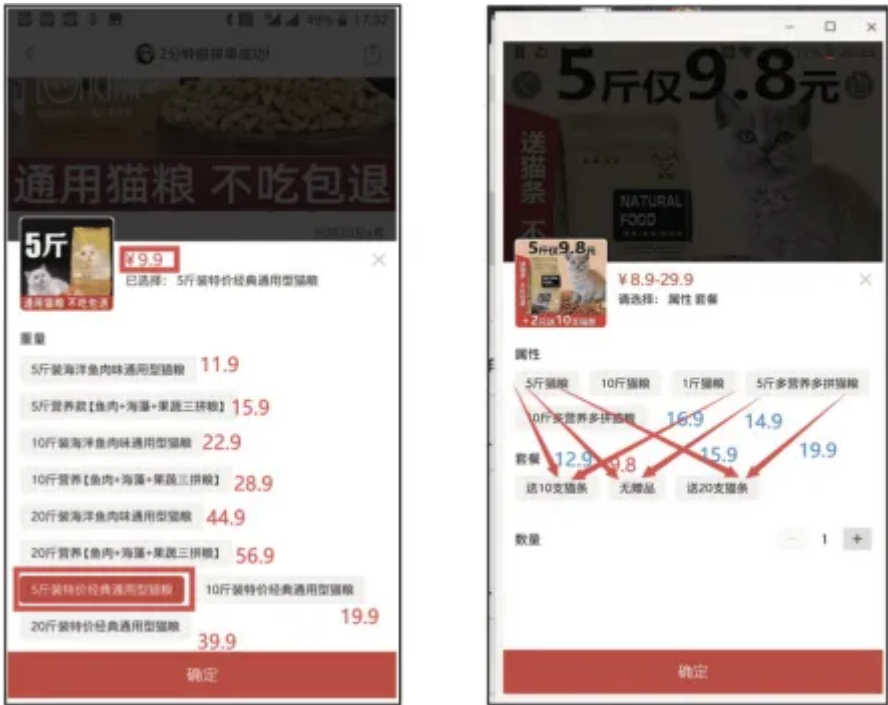 49% 17:37
2分钟前拼单成功!
通用猫粮 不吃包退
5斤
通用猫粮 不吃包退
¥9.9
已选择: 5斤装特价经典通用型猫粮
重量
5斤装海洋鱼肉味通用型猫粮 11.9
5斤营养款【鱼肉+海藻+果蔬三拼粮】 15.9
10斤装海洋鱼肉味通用型猫粮 22.9
10斤营养【鱼肉+海藻+果蔬三拼粮】 28.9
20斤装海洋鱼肉味通用型猫粮 44.9
20斤营养【鱼肉+海藻+果蔬三拼粮】 56.9
5斤装特价经典通用型猫粮 10斤装特价经典通用型猫粮
19.9
20斤装特价经典通用型猫粮
39.9
确定
5斤仅9.8元
送猫条 不
NATURAL
FOOD
5斤仅9.8元
+2元送10支猫条
¥8.9-29.9
请选择: 属性 套餐
属性
5斤猫粮 10斤猫粮 1斤猫粮 5斤多营养多拼猫粮
10斤多营养多拼猫粮 16.9 14.9
套餐 12.9 9.8 15.9 19.9
送10支猫条 无赠品 送20支猫条
数量 1
确定